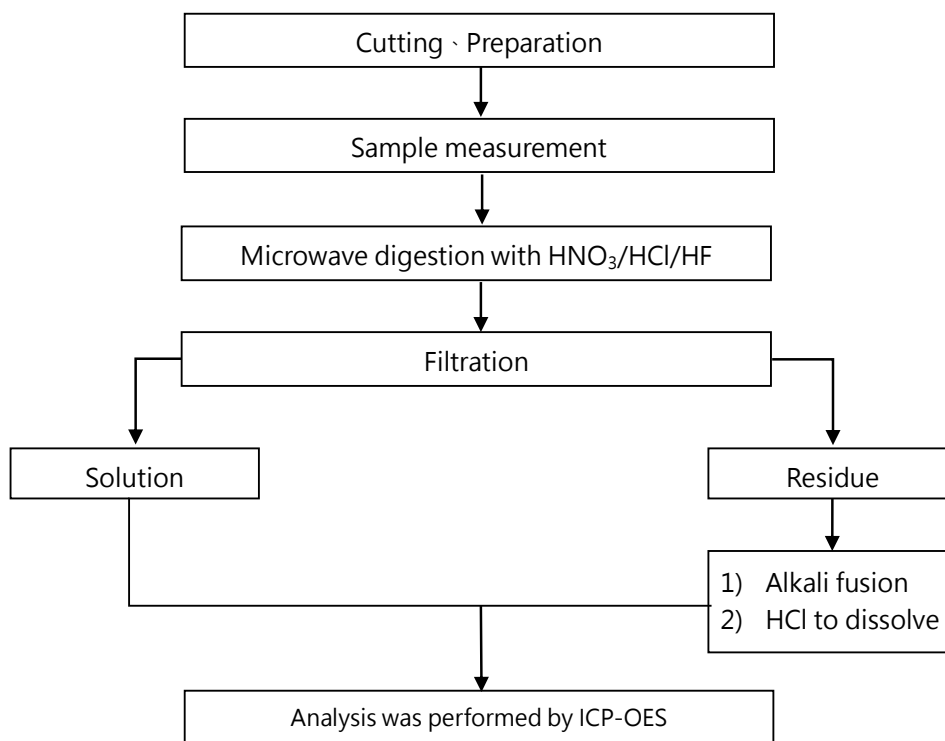 Cutting、Preparation
Sample measurement
Microwave digestion with HNO₃/HCl/HF
Filtration
Solution
Residue
1) Alkali fusion
2) HCl to dissolve
Analysis was performed by ICP-OES